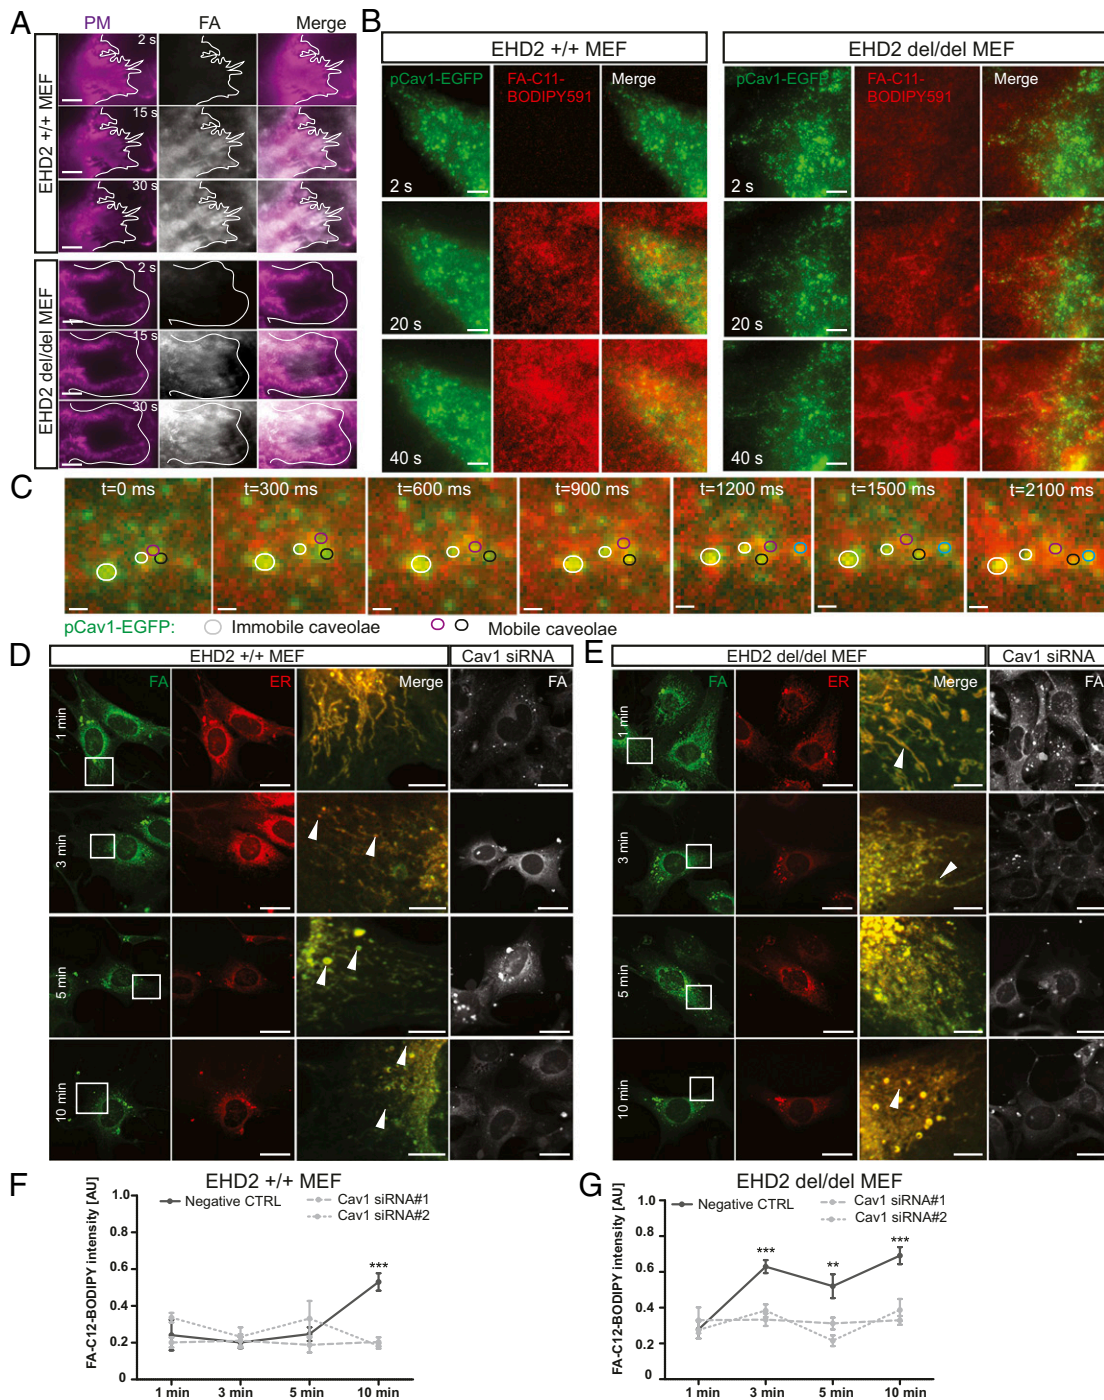 A
PM FA Merge
EHD2 +/+ MEF
2 s
15 s
30 s
EHD2 del/del MEF
2 s
15 s
30 s
B
EHD2 +/+ MEF
EHD2 del/del MEF
pCav1-EGFP FA-C11-BODIPY591 Merge
pCav1-EGFP FA-C11-BODIPY591 Merge
2 s 2 s
20 s 20 s
40 s 40 s
C
t=0 ms t=300 ms t=600 ms t=900 ms t=1200 ms t=1500 ms t=2100 ms
pCav1-EGFP: Immobile caveolae Mobile caveolae
D
EHD2 +/+ MEF Cav1 siRNA
FA ER Merge FA
1 min
3 min
5 min
10 min
E
EHD2 del/del MEF Cav1 siRNA
FA ER Merge FA
1 min
3 min
5 min
10 min
F
EHD2 +/+ MEF
Negative CTRL
Cav1 siRNA#1
Cav1 siRNA#2
FA-C12-BODIPY intensity [AU]
1.0
0.8
0.6
0.4
0.2
0
***
1 min 3 min 5 min 10 min
G
EHD2 del/del MEF
Negative CTRL
Cav1 siRNA#1
Cav1 siRNA#2
FA-C12-BODIPY intensity [AU]
1.0
0.8
0.6
0.4
0.2
0
*** ** ***
1 min 3 min 5 min 10 min